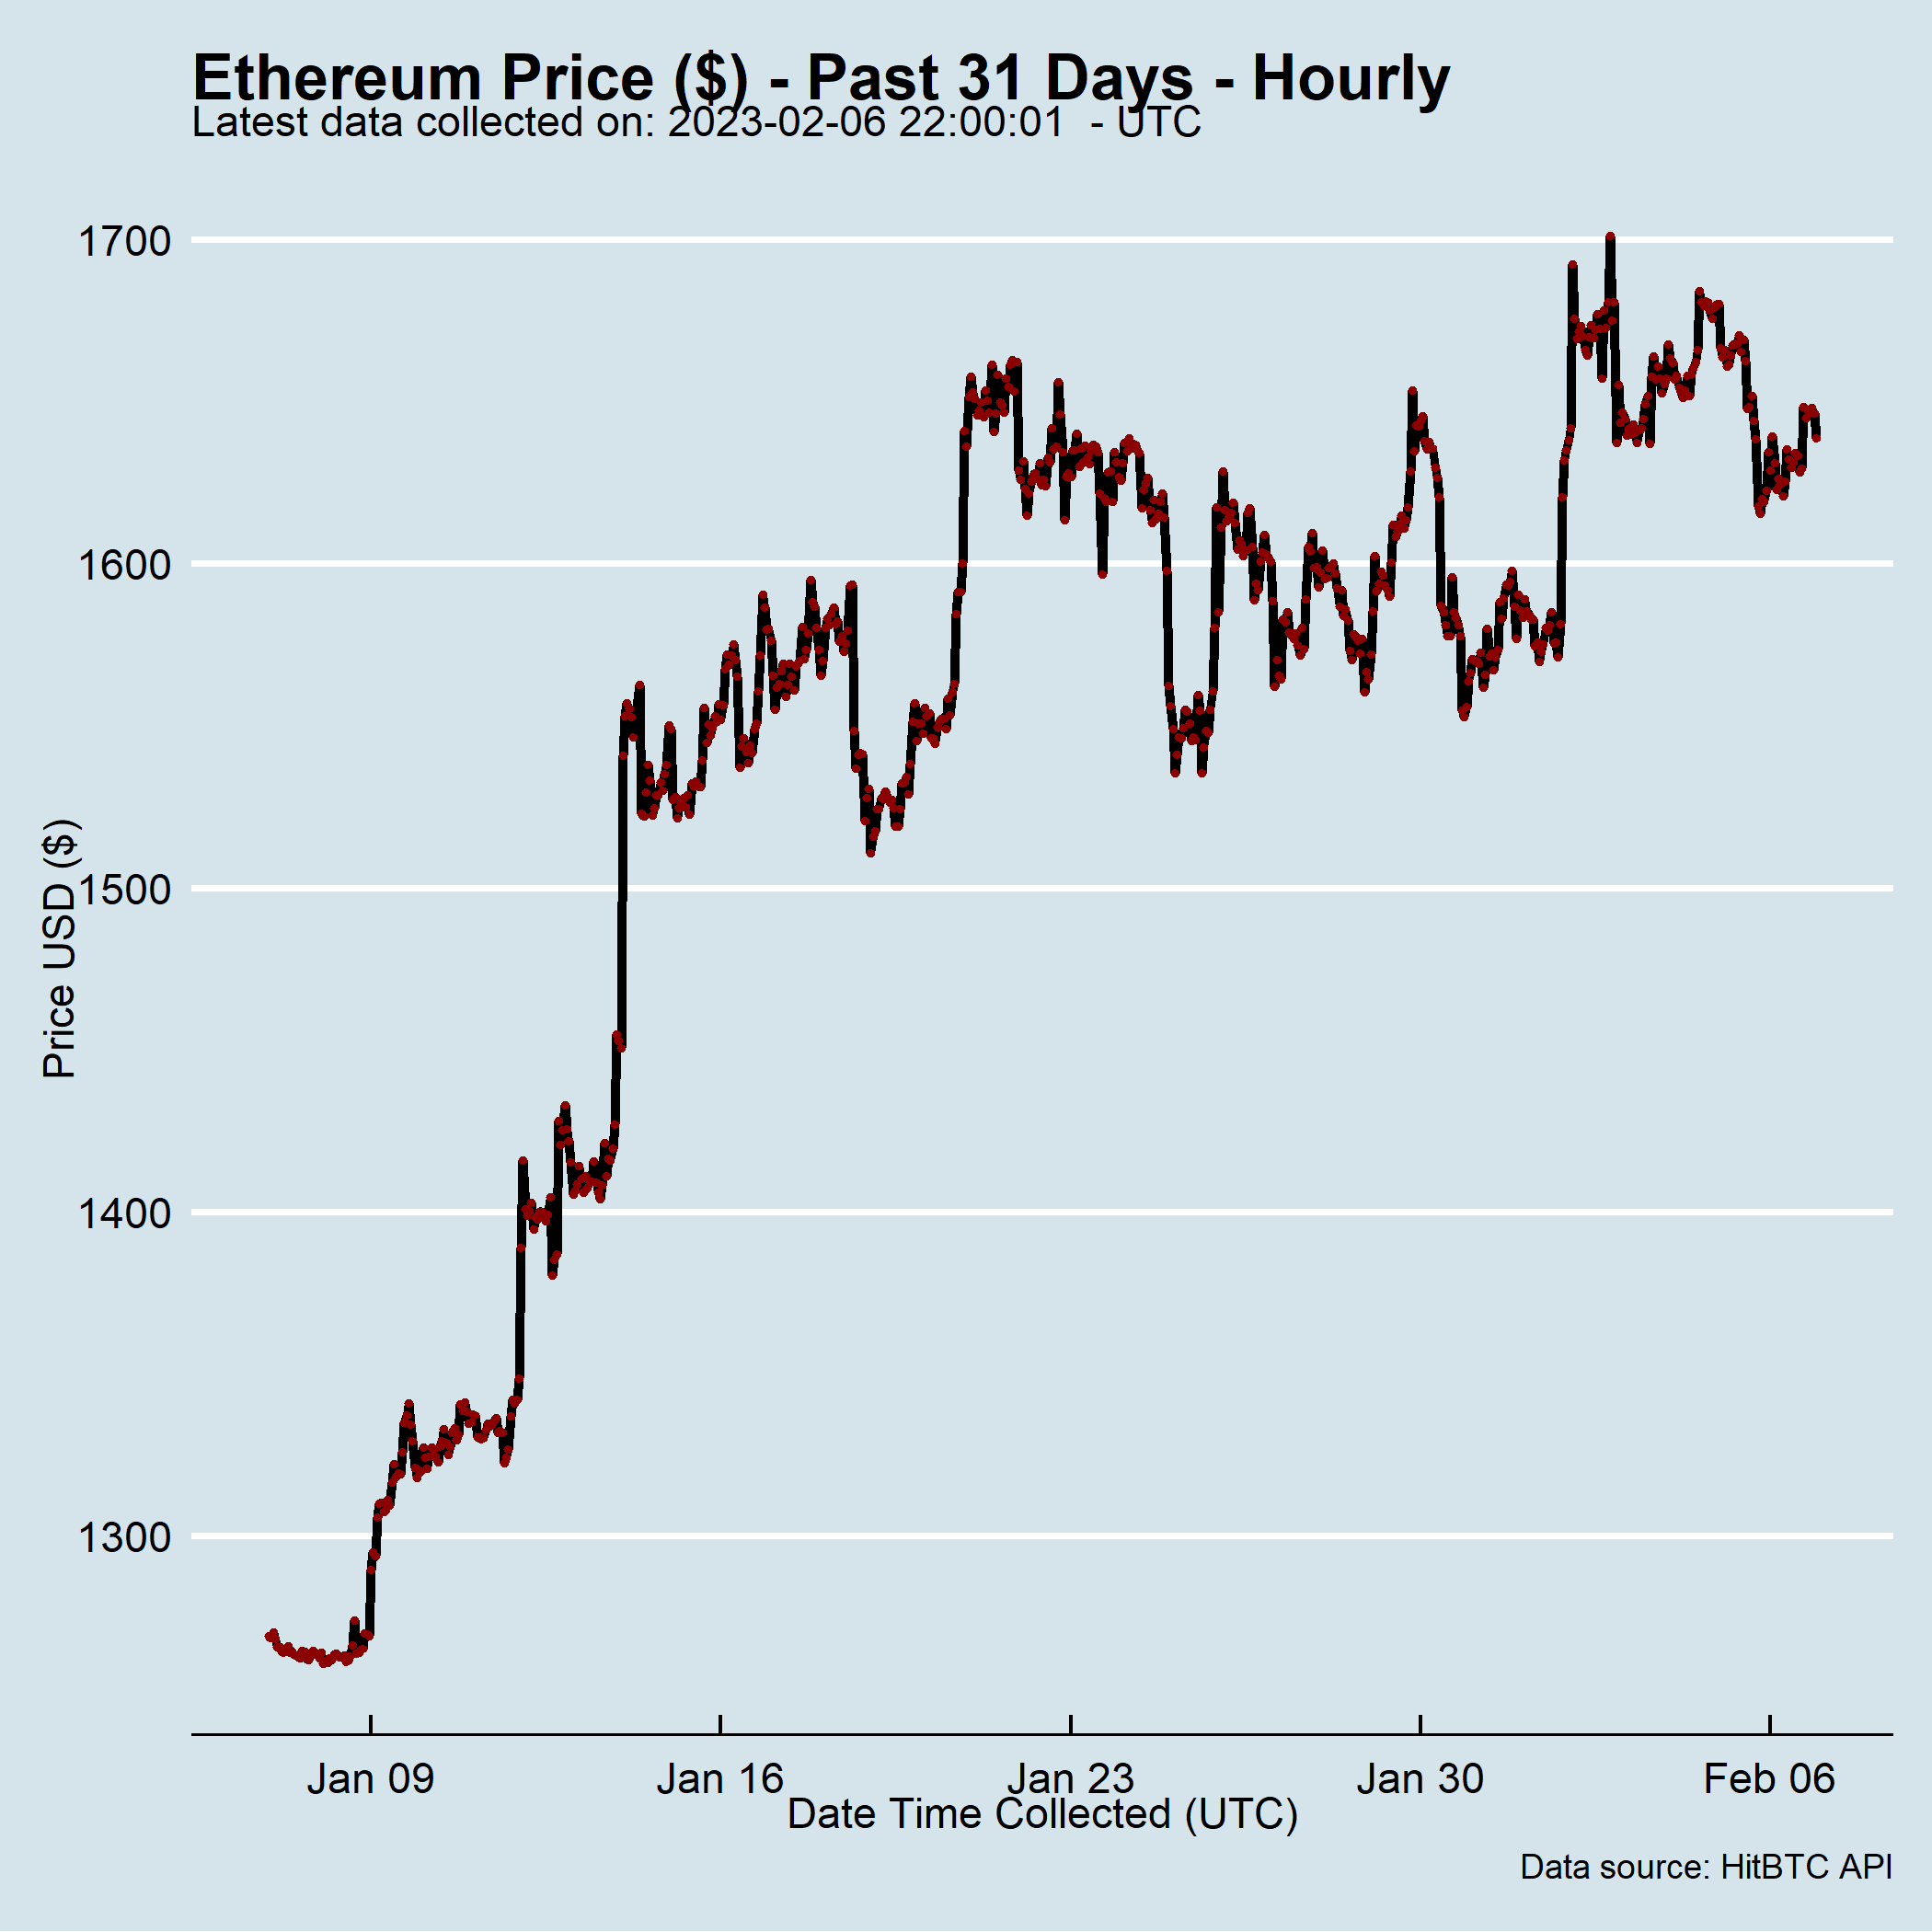 Ethereum Price ($) - Past 31 Days - Hourly
Latest data collected on: 2023-02-06 22:00:01  - UTC
1700
1600
1500
1400
1300
Price USD ($)
Jan 09
Jan 16
Jan 23
Jan 30
Feb 06
Date Time Collected (UTC)
Data source: HitBTC API